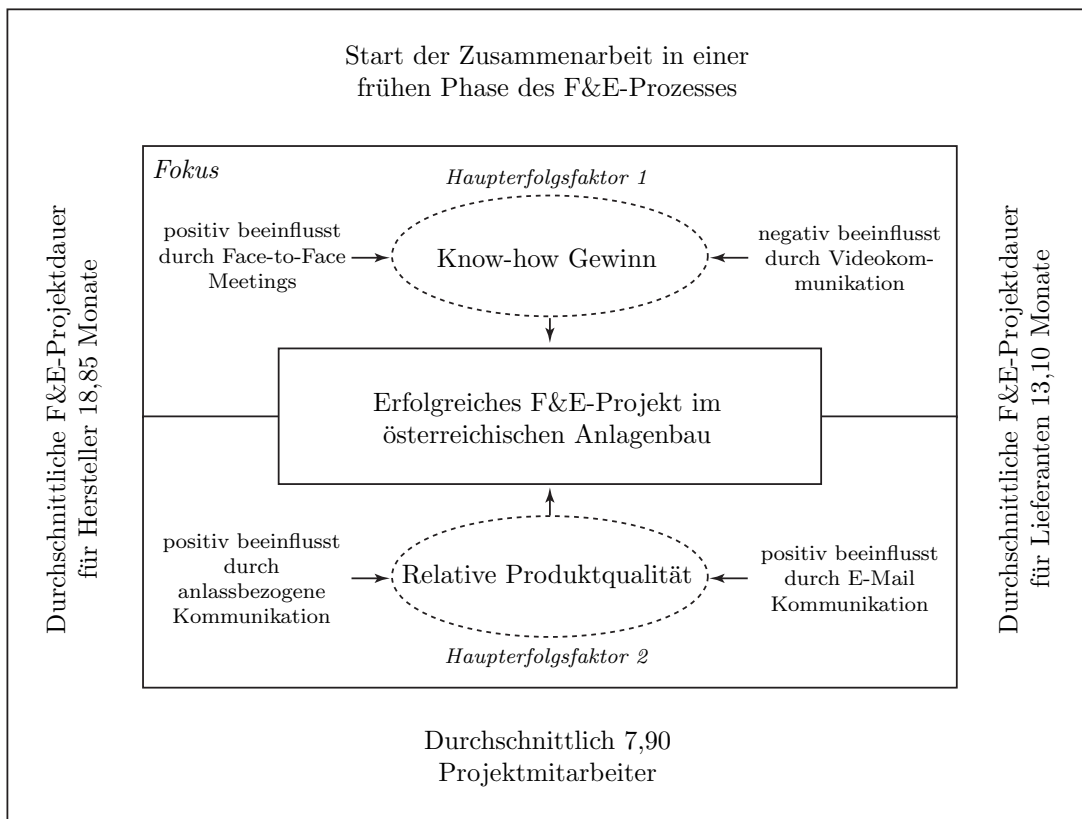 Start der Zusammenarbeit in einer
frühen Phase des F&E-Prozesses
Durchschnittliche F&E-Projektdauer
für Hersteller 18,85 Monate
Fokus
Haupterfolgsfaktor 1
positiv beeinflusst
durch Face-to-Face
Meetings
Know-how Gewinn
negativ beeinflusst
durch Videokom-
munikation
Erfolgreiches F&E-Projekt im
österreichischen Anlagenbau
positiv beeinflusst
durch
anlassbezogene
Kommunikation
Relative Produktqualität
positiv beeinflusst
durch E-Mail
Kommunikation
Haupterfolgsfaktor 2
Durchschnittliche F&E-Projektdauer
für Lieferanten 13,10 Monate
Durchschnittlich 7,90
Projektmitarbeiter